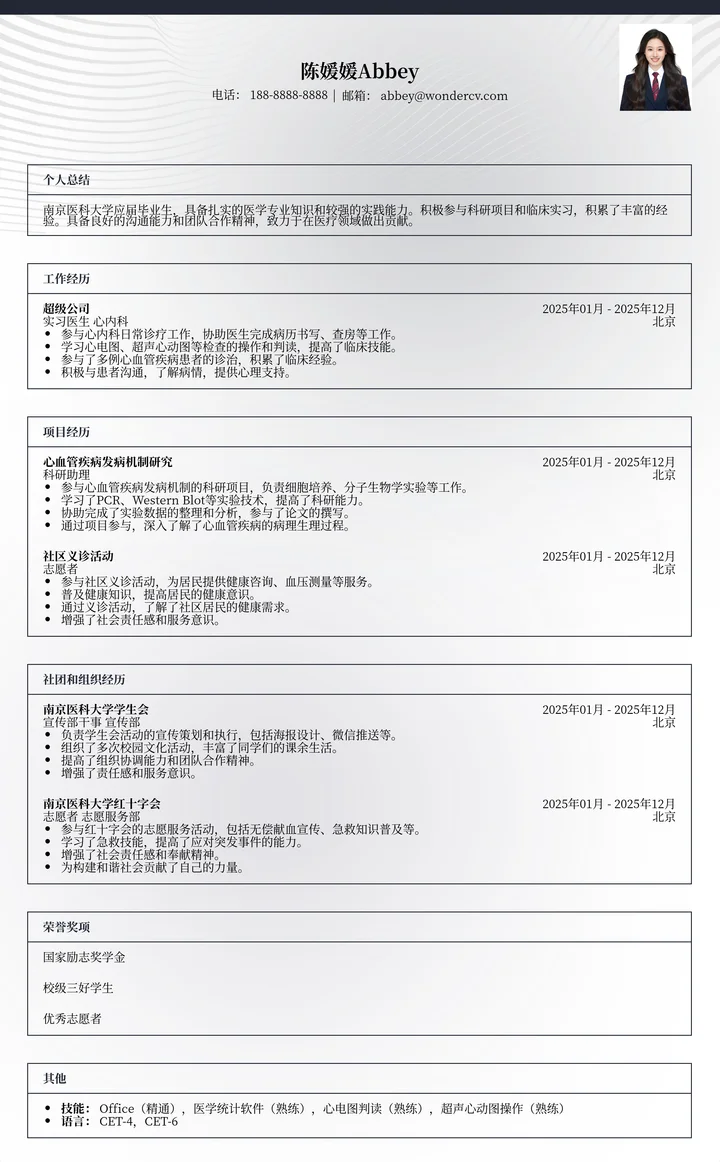 陈媛媛Abbey
电话： 188-8888-8888 | 邮箱： abbey@wondercv.com
个人总结
南京医科大学应届毕业生，具备扎实的医学专业知识和较强的实践能力。积极参与科研项目和临床实习，积累了丰富的经
验。具备良好的沟通能力和团队合作精神，致力于在医疗领域做出贡献。
工作经历
超级公司 2025年01月 - 2025年12月
实习医生 心内科 北京
• 参与心内科日常诊疗工作，协助医生完成病历书写、查房等工作。
• 学习心电图、超声心动图等检查的操作和判读，提高了临床技能。
• 参与了多例心血管疾病患者的诊治，积累了临床经验。
• 积极与患者沟通，了解病情，提供心理支持。
项目经历
心血管疾病发病机制研究 2025年01月 - 2025年12月
科研助理 北京
• 参与心血管疾病发病机制的科研项目，负责细胞培养、分子生物学实验等工作。
• 学习了PCR、Western Blot等实验技术，提高了科研能力。
• 协助完成了实验数据的整理和分析，参与了论文的撰写。
• 通过项目参与，深入了解了心血管疾病的病理生理过程。
社区义诊活动 2025年01月 - 2025年12月
志愿者 北京
• 参与社区义诊活动，为居民提供健康咨询、血压测量等服务。
• 普及健康知识，提高居民的健康意识。
• 通过义诊活动，了解了社区居民的健康需求。
• 增强了社会责任感和服务意识。
社团和组织经历
南京医科大学学生会 2025年01月 - 2025年12月
宣传部干事 宣传部 北京
• 负责学生会活动的宣传策划和执行，包括海报设计、微信推送等。
• 组织了多次校园文化活动，丰富了同学们的课余生活。
• 提高了组织协调能力和团队合作精神。
• 增强了责任感和服务意识。
南京医科大学红十字会 2025年01月 - 2025年12月
志愿者 志愿服务部 北京
• 参与红十字会的志愿服务活动，包括无偿献血宣传、急救知识普及等。
• 学习了急救技能，提高了应对突发事件的能力。
• 增强了社会责任感和奉献精神。
• 为构建和谐社会贡献了自己的力量。
荣誉奖项
国家励志奖学金
校级三好学生
优秀志愿者
其他
• 技能： Office（精通），医学统计软件（熟练），心电图判读（熟练），超声心动图操作（熟练）
• 语言： CET-4，CET-6